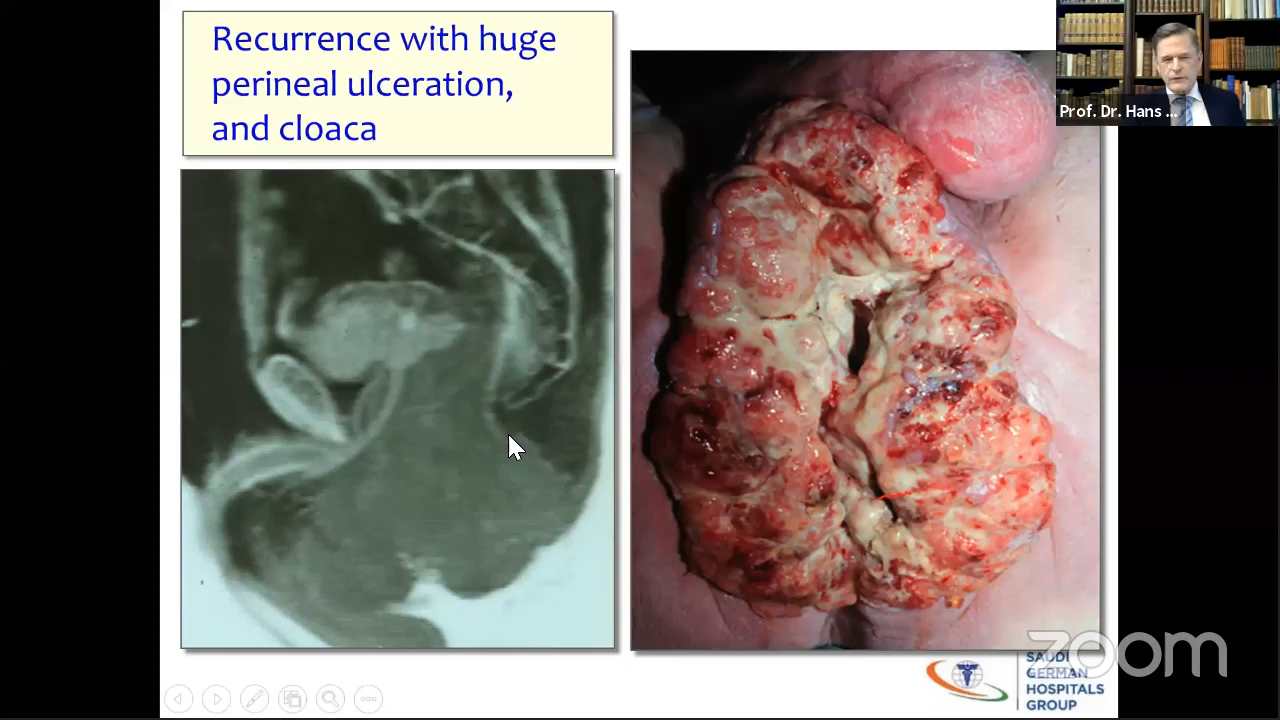 Recurrence with huge
perineal ulceration,
and cloaca
Prof. Dr. Hans ...
zoom
SAUDI
GERMAN
HOSPITALS
GROUP